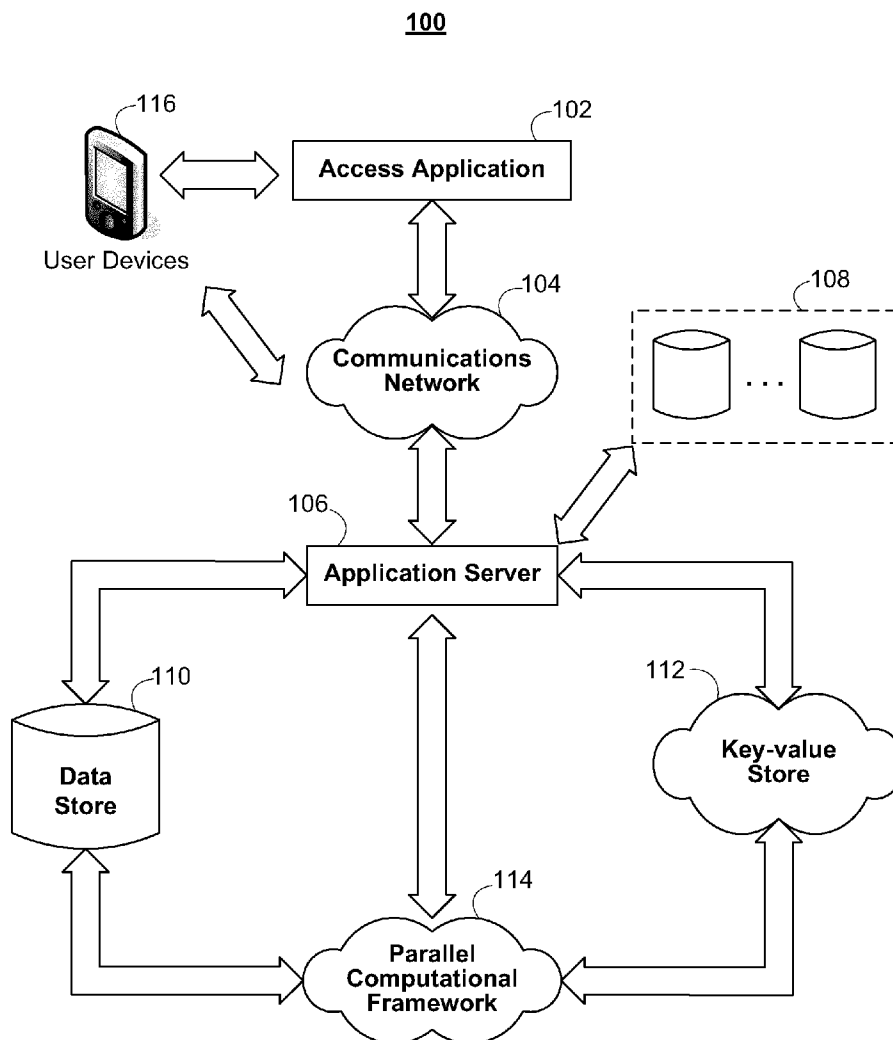 100
116
102
Access Application
User Devices
104
108
Communications
Network
. . .
106
Application Server
110
112
Data
Store
Key-value
Store
114
Parallel
Computational
Framework